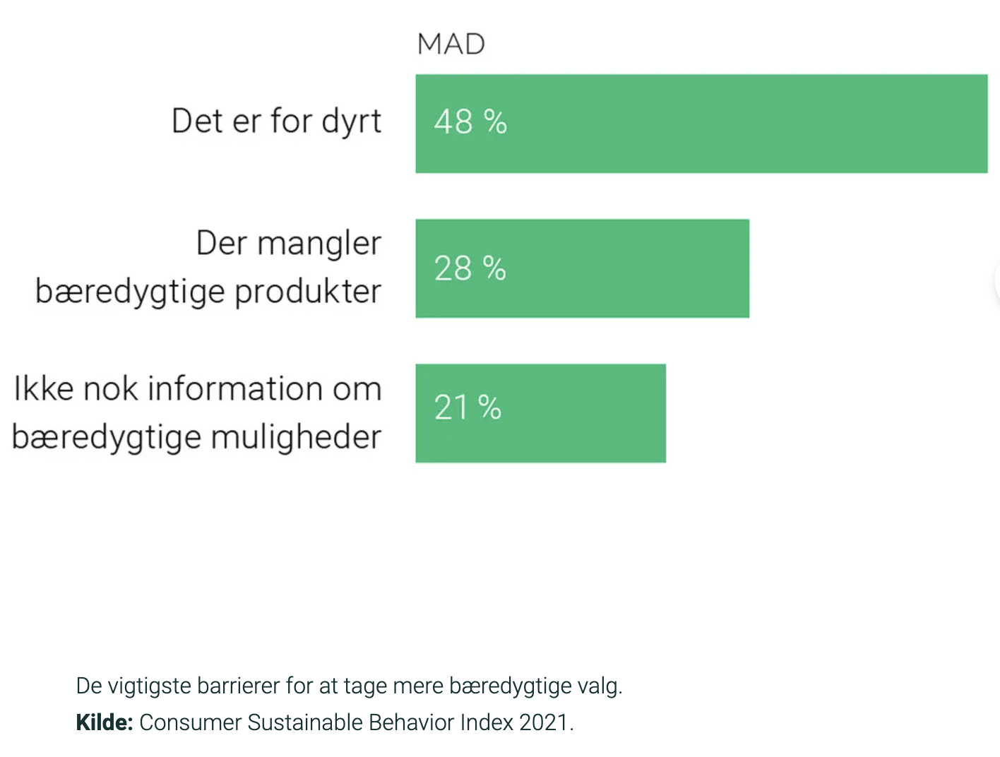 MAD
Det er for dyrt
48 %
Der mangler
bæredygtige produkter
28 %
Ikke nok information om
bæredygtige muligheder
21 %
De vigtigste barrierer for at tage mere bæredygtige valg.
Kilde: Consumer Sustainable Behavior Index 2021.